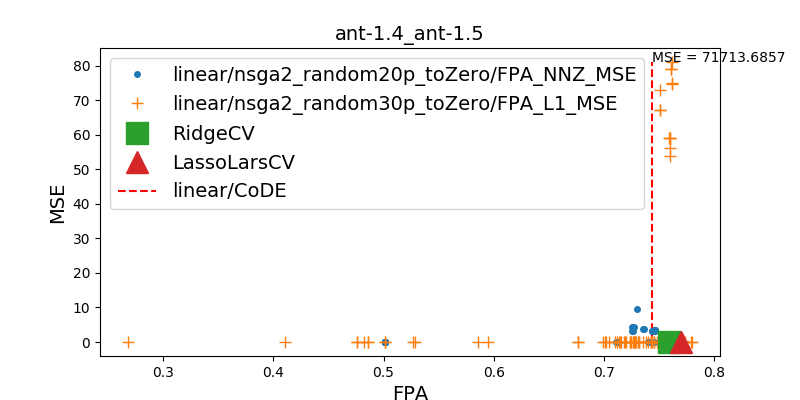 ant-1.4_ant-1.5
MSE = 71713.6857
linear/nsga2_random20p_toZero/FPA_NNZ_MSE
linear/nsga2_random30p_toZero/FPA_L1_MSE
RidgeCV
LassoLarsCV
linear/CoDE
MSE
80
70
60
50
40
30
20
10
0
0.3 0.4 0.5 0.6 0.7 0.8
FPA